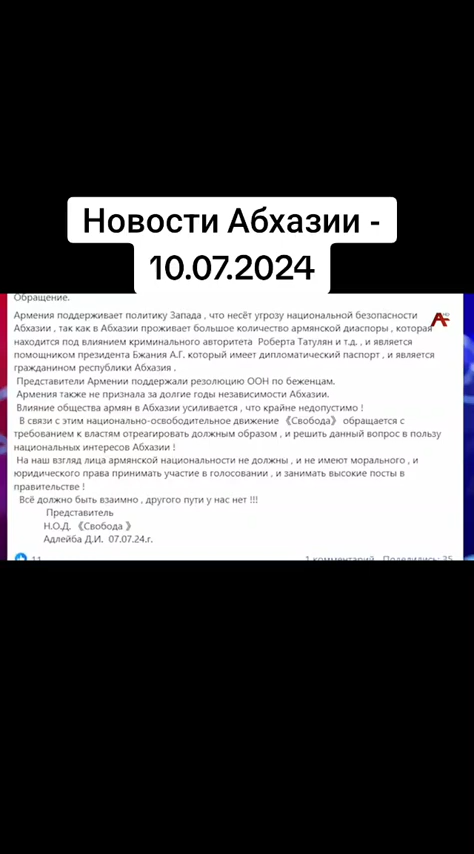 Новости Абхазии -
10.07.2024
Обращение.
Армения поддерживает политику Запада , что несёт угрозу национальной безопасности
Абхазии , так как в Абхазии проживает большое количество армянской диаспоры , которая
находится под влиянием криминального авторитета Роберта Татулян и т.д. , и является
помощником президента Бжания А.Г. который имеет дипломатический паспорт , и является
гражданином республики Абхазия .
Представители Армении поддержали резолюцию ООН по беженцам.
Армения также не признала за долгие годы независимости Абхазии.
Влияние общества армян в Абхазии усиливается , что крайне недопустимо !
В связи с этим национально-освободительное движение 《Свобода》 обращается с
требованием к властям отреагировать должным образом , и решить данный вопрос в пользу
национальных интересов Абхазии !
На наш взгляд лица армянской национальности не должны , и не имеют морального , и
юридического права принимать участие в голосовании , и занимать высокие посты в
правительстве !
Всё должно быть взаимно , другого пути у нас нет !!!
Представитель
Н.О.Д. 《Свобода 》
Адлейба Д.И. 07.07.24.г.
11 1 комментарий Поделились: 35